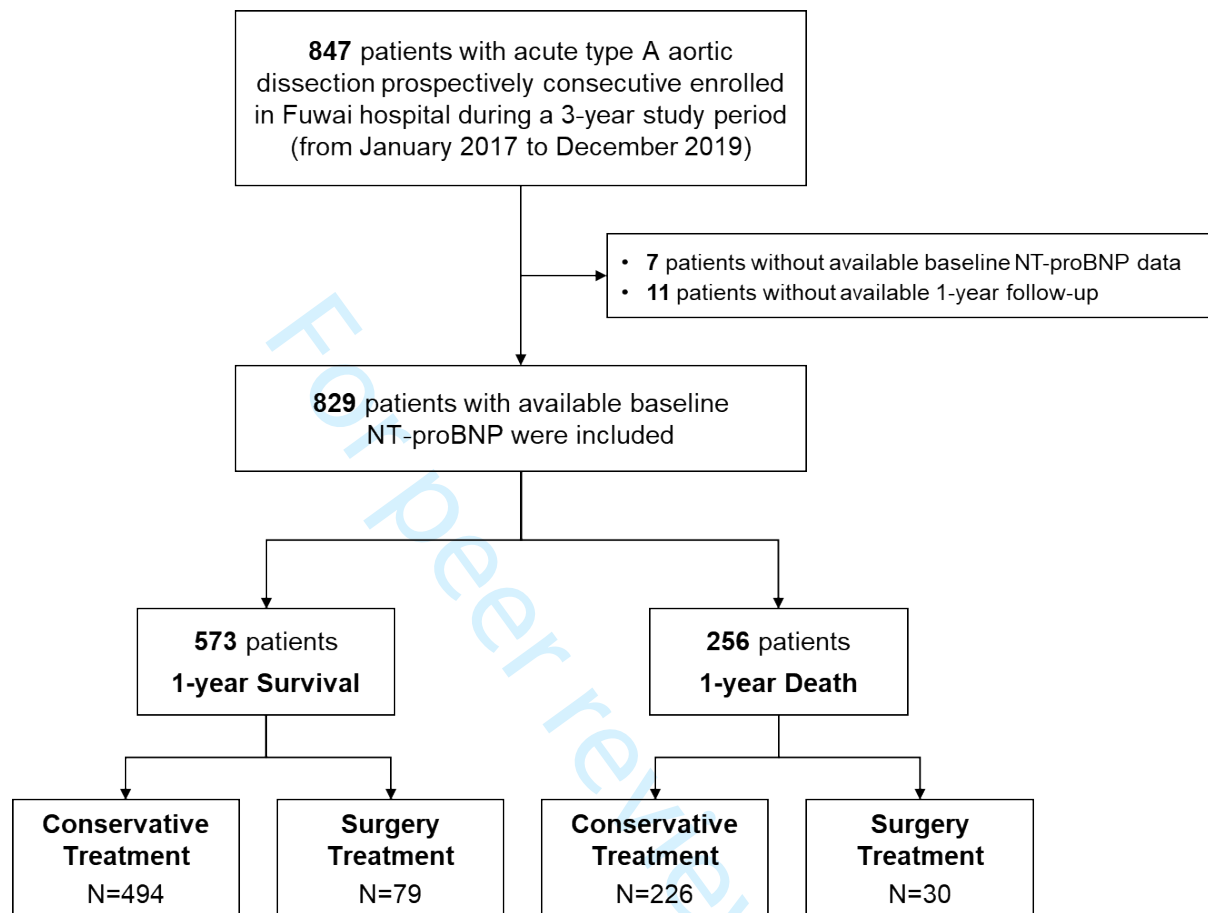 847 patients with acute type A aortic
dissection prospectively consecutive enrolled
in Fuwai hospital during a 3-year study period
(from January 2017 to December 2019)
• 7 patients without available baseline NT-proBNP data
• 11 patients without available 1-year follow-up
829 patients with available baseline
NT-proBNP were included
573 patients
1-year Survival
256 patients
1-year Death
Conservative
Treatment
N=494
Surgery
Treatment
N=79
Conservative
Treatment
N=226
Surgery
Treatment
N=30
For peer review